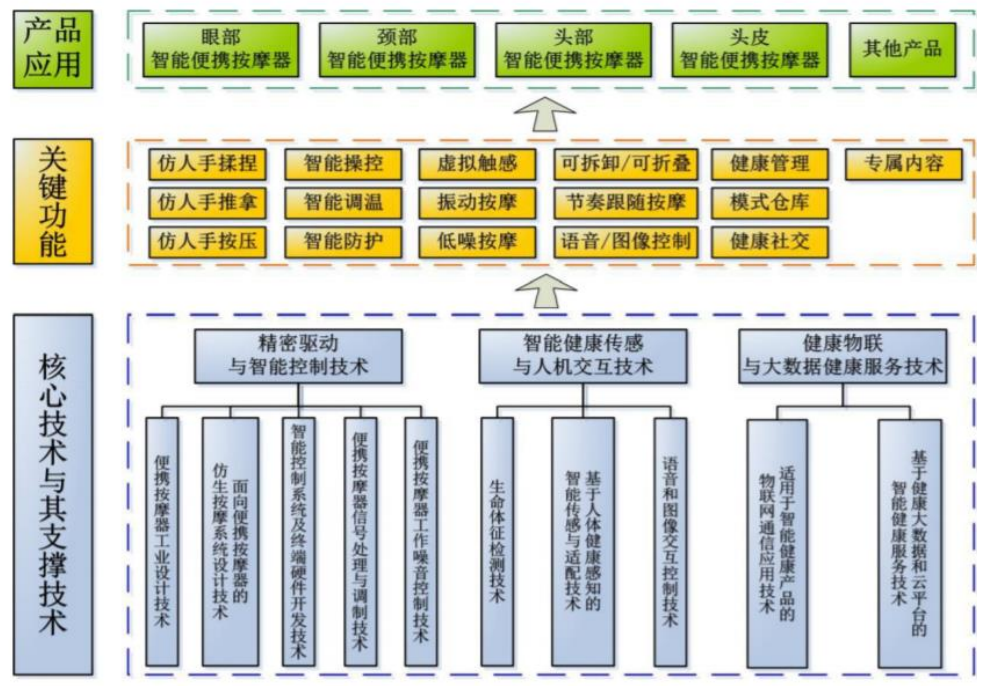 产品
应用
眼部
智能便携按摩器
颈部
智能便携按摩器
头部
智能便携按摩器
头皮
智能便携按摩器
其他产品
关键功能
仿人手揉捏
智能操控
虚拟触感
可拆卸/可折叠
健康管理
专属内容
仿人手推拿
智能调温
振动按摩
节奏跟随按摩
模式仓库
仿人手按压
智能防护
低噪按摩
语音/图像控制
健康社交
核心技术与其支撑技术
精密驱动
与智能控制技术
智能健康传感
与人机交互技术
健康物联
与大数据健康服务技术
便携按摩器工业设计技术
面向便携按摩器的
仿生按摩系统设计技术
智能控制系统及终端硬件开发技术
便携按摩器信号处理与调制技术
便携按摩器工作噪音控制技术
生命体征检测技术
基于人体健康感知的
智能传感与适配技术
语音和图像交互控制技术
适用于智能健康产品的
物联网通信应用技术
基于健康大数据和云平台的
智能健康服务技术